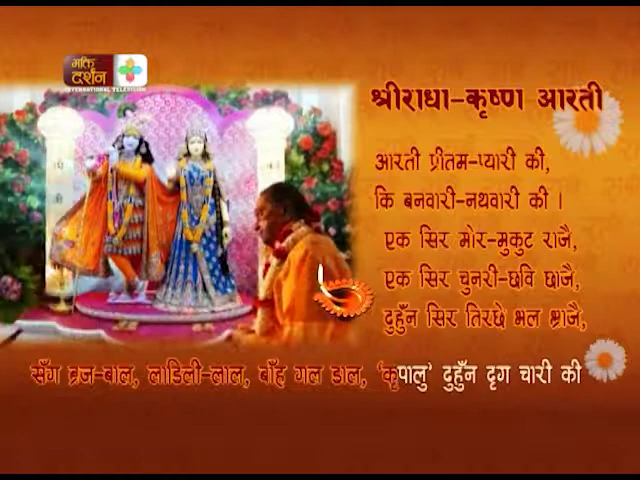 भक्ति
दर्शन
INTERNATIONAL TELEVISION
श्रीराधा-कृष्ण आरती
आरती प्रीतम-प्यारी की,
कि बनवारी-नथवारी की ।
एक सिर मोर-मुकुट राजै,
एक सिर चुनरी-छवि छाजै,
दुहुँन सिर तिरछे भल भ्राजै,
सँग ब्रज-बाल, लाडिली-लाल, बाँह गल डाल, 'कृपालु' दुहुँन दृग चारी की